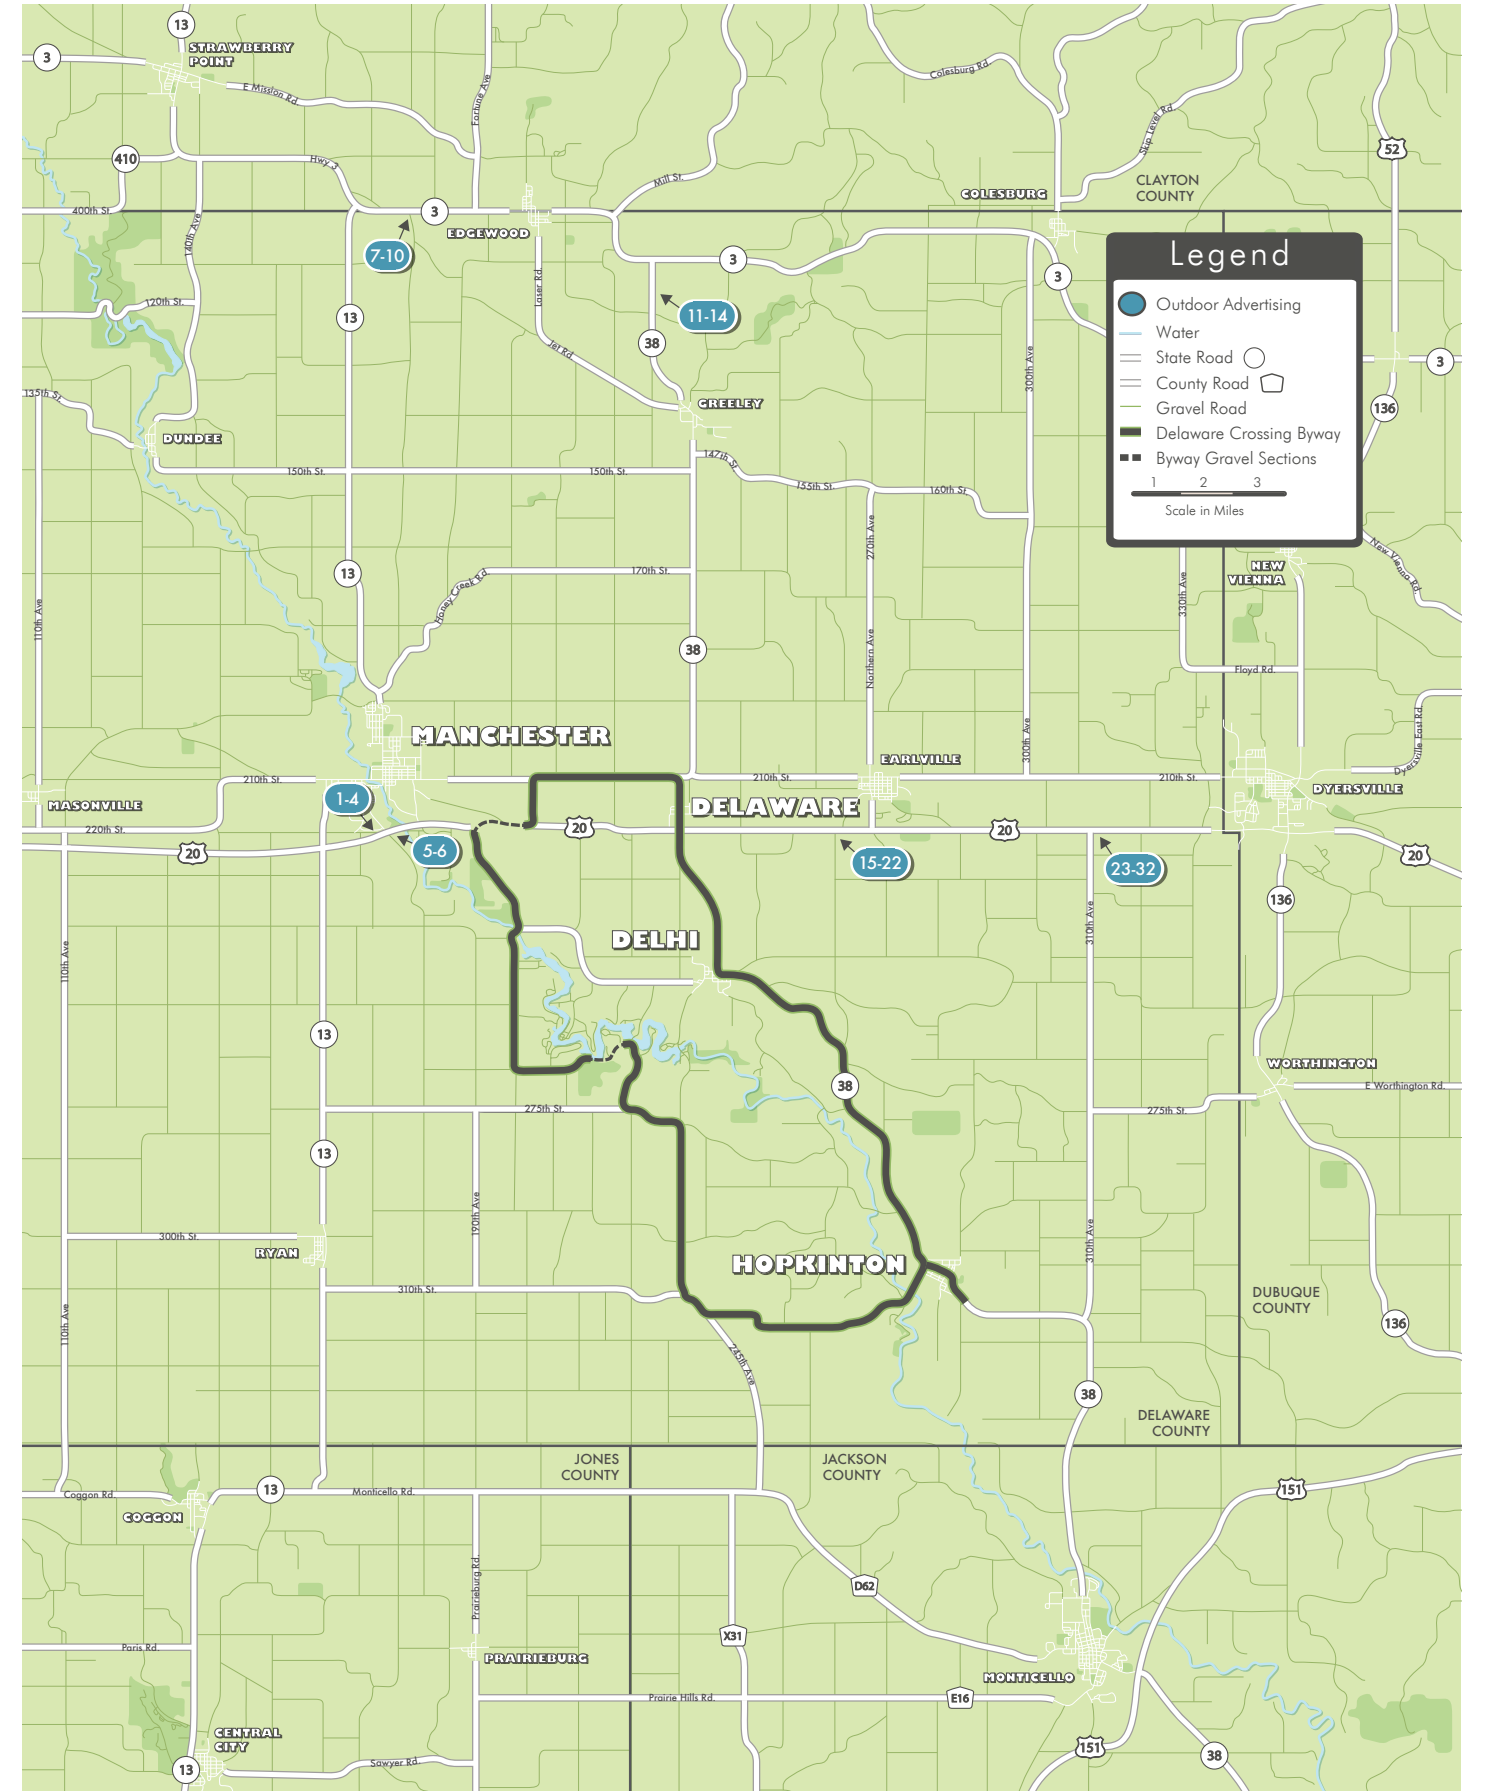 13
STRAWBERRY
POINT
3
E Mission Rd.
Fortune Ave
Colesburg Rd.
Skip Level Rd.
52
410
Hwy 3
Mill St.
COLESBURG
CLAYTON
COUNTY
400th St.
3
EDGEWOOD
140th Ave
7-10
3
3
Legend
Outdoor Advertising
Water
State Road
County Road
Gravel Road
Delaware Crossing Byway
Byway Gravel Sections
1 2 3
Scale in Miles
120th St.
Laser Rd.
11-14
13
38
Jet Rd.
300th Ave
3
135th St.
GREELEY
136
DUNDEE
150th St.
150th St.
147th St.
155th St.
160th St.
270th Ave
New Vienna Rd.
NEW
VIENNA
13
170th St.
Honey Creek Rd.
110th Ave
330th Ave
38
Northern Ave
Floyd Rd.
MANCHESTER
300th Ave
Dyersville East Rd.
EARLVILLE
210th St.
210th St.
210th St.
DYERSVILLE
MASONVILLE
1-4
DELAWARE
220th St.
20
20
20
20
5-6
15-22
23-32
136
110th Ave
310th Ave
DELHI
13
WORTHINGTON
38
E Worthington Rd.
275th St.
275th St.
13
190th Ave
300th St.
RYAN
310th Ave
HOPKINTON
310th St.
DUBUQUE
COUNTY
110th Ave
136
245th Ave
38
DELAWARE
COUNTY
JONES
COUNTY
JACKSON
COUNTY
Coggon Rd.
13
Monticello Rd.
151
COGGON
Prairieburg Rd.
D62
X31
Paris Rd.
PRAIRIEBURG
MONTICELLO
Prairie Hills Rd.
E16
CENTRAL
CITY
151
38
13
Sawyer Rd.